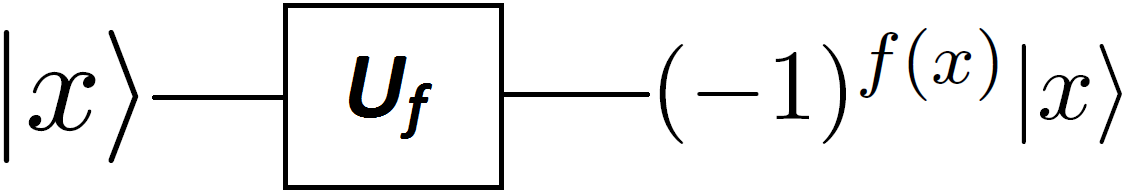 |x⟩ U_f (−1)^{f(x)}|x⟩